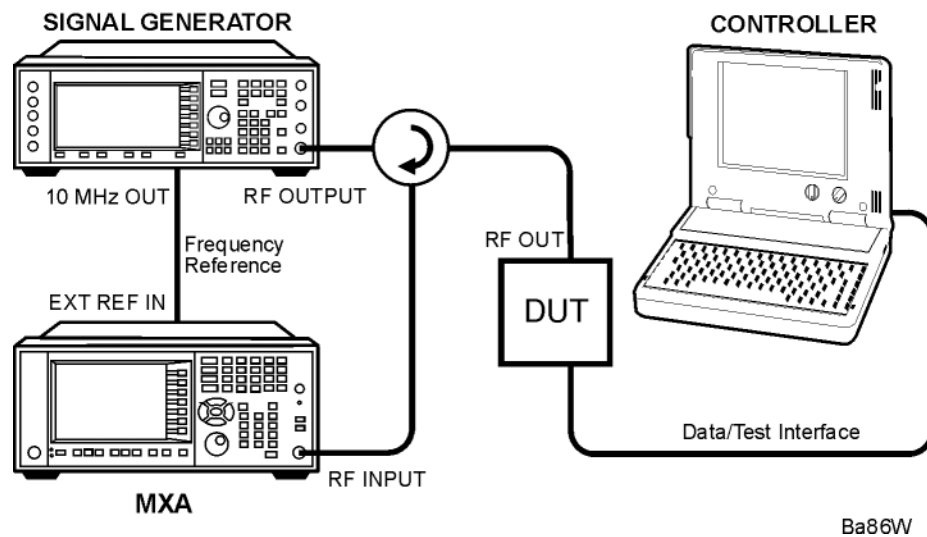 SIGNAL GENERATOR
CONTROLLER
10 MHz OUT
RF OUTPUT
Frequency
Reference
RF OUT
EXT REF IN
DUT
Data/Test Interface
RF INPUT
MXA
Ba86W